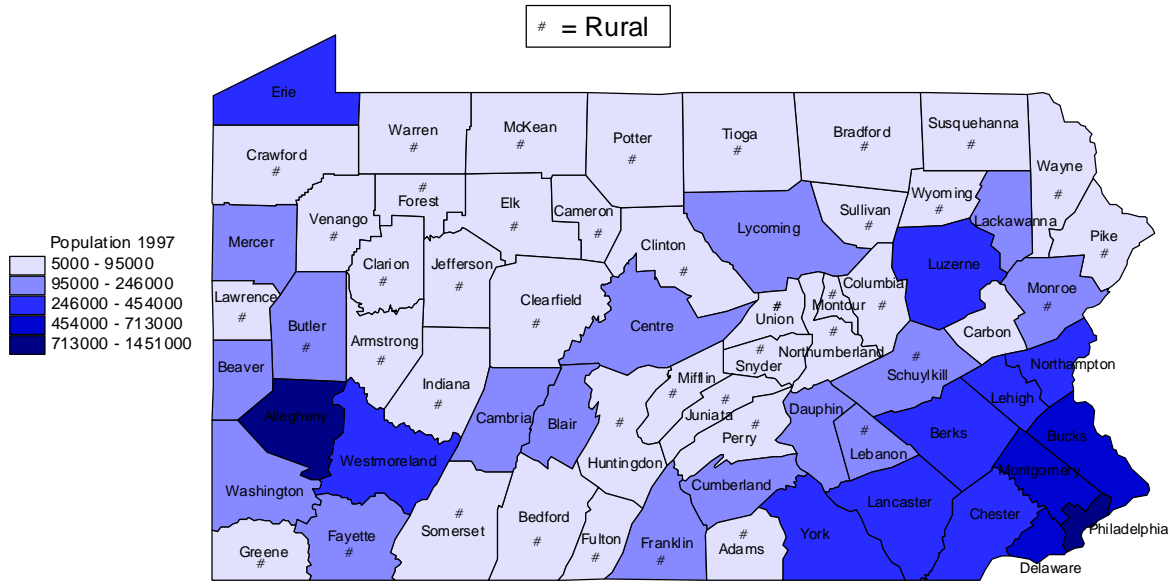 # = Rural
Erie
Warren
#
McKean
#
Potter
#
Tioga
#
Bradford
#
Susquehanna
#
Crawford
#
Wayne
#
Forest
#
Elk
#
Cameron
#
Wyoming
#
Sullivan
#
Lackawanna
Pike
#
Venango
#
Mercer
Lycoming
Clinton
#
Population 1997
5000 - 95000
95000 - 246000
246000 - 454000
454000 - 713000
713000 - 1451000
Clarion
#
Jefferson
#
Luzerne
Columbia
#
Monroe
#
Lawrence
#
Clearfield
#
Montour
#
Union
#
Centre
Butler
#
Carbon
Armstrong
#
Northumberland
#
Snyder
#
Schuylkill
#
Northampton
Beaver
Indiana
#
Mifflin
#
Juniata
#
Lehigh
Allegheny
Cambria
Blair
#
Huntingdon
Perry
#
Dauphin
#
Lebanon
Berks
Bucks
Westmoreland
Montgomery
Washington
Cumberland
Lancaster
Chester
#
Somerset
Bedford
#
Fayette
#
York
Philadelphia
Greene
#
Fulton
#
Franklin
#
#
Adams
Delaware